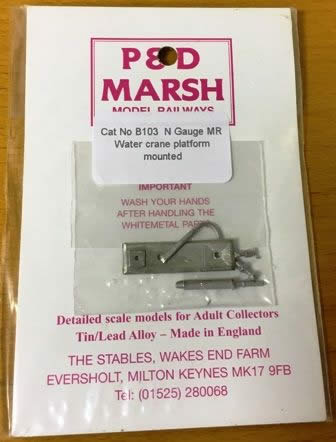 P&D
MARSH
MODEL RAILWAYS
Cat No B103 N Gauge MR
Water crane platform
mounted
IMPORTANT
WASH YOUR HANDS
AFTER HANDLING THE
WHITEMETAL PARTS
Detailed scale models for Adult Collectors
Tin/Lead Alloy – Made in England
THE STABLES, WAKES END FARM
EVERSHOLT, MILTON KEYNES MK17 9FB
Tel: (01525) 280068